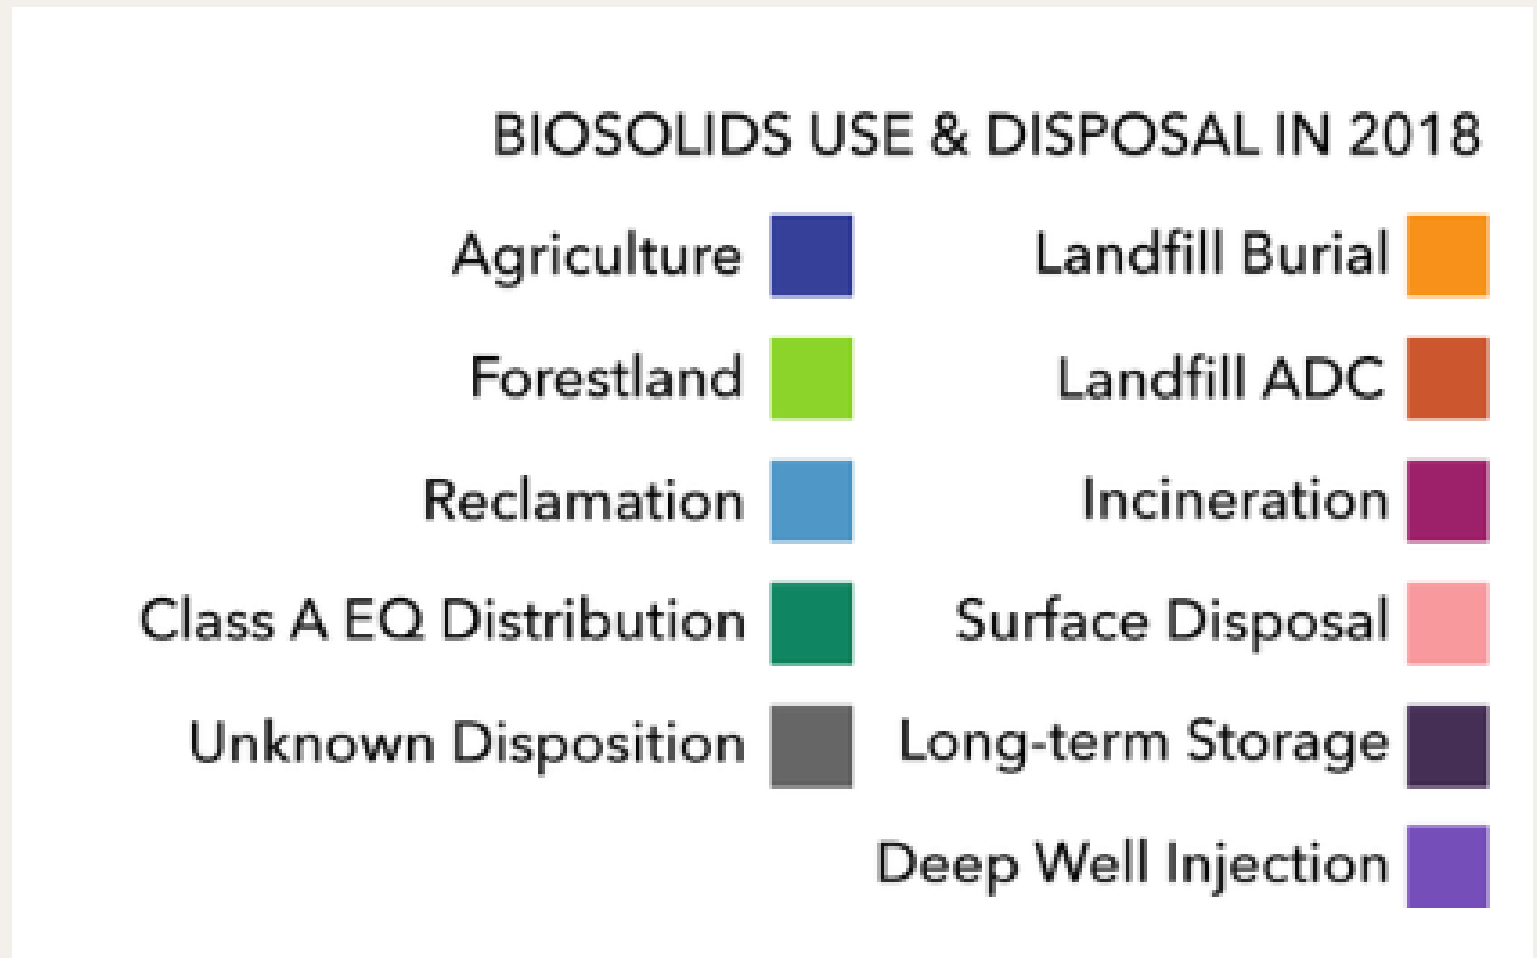 BIOSOLIDS USE & DISPOSAL IN 2018
Agriculture
Forestland
Reclamation
Class A EQ Distribution
Unknown Disposition
Landfill Burial
Landfill ADC
Incineration
Surface Disposal
Long-term Storage
Deep Well Injection